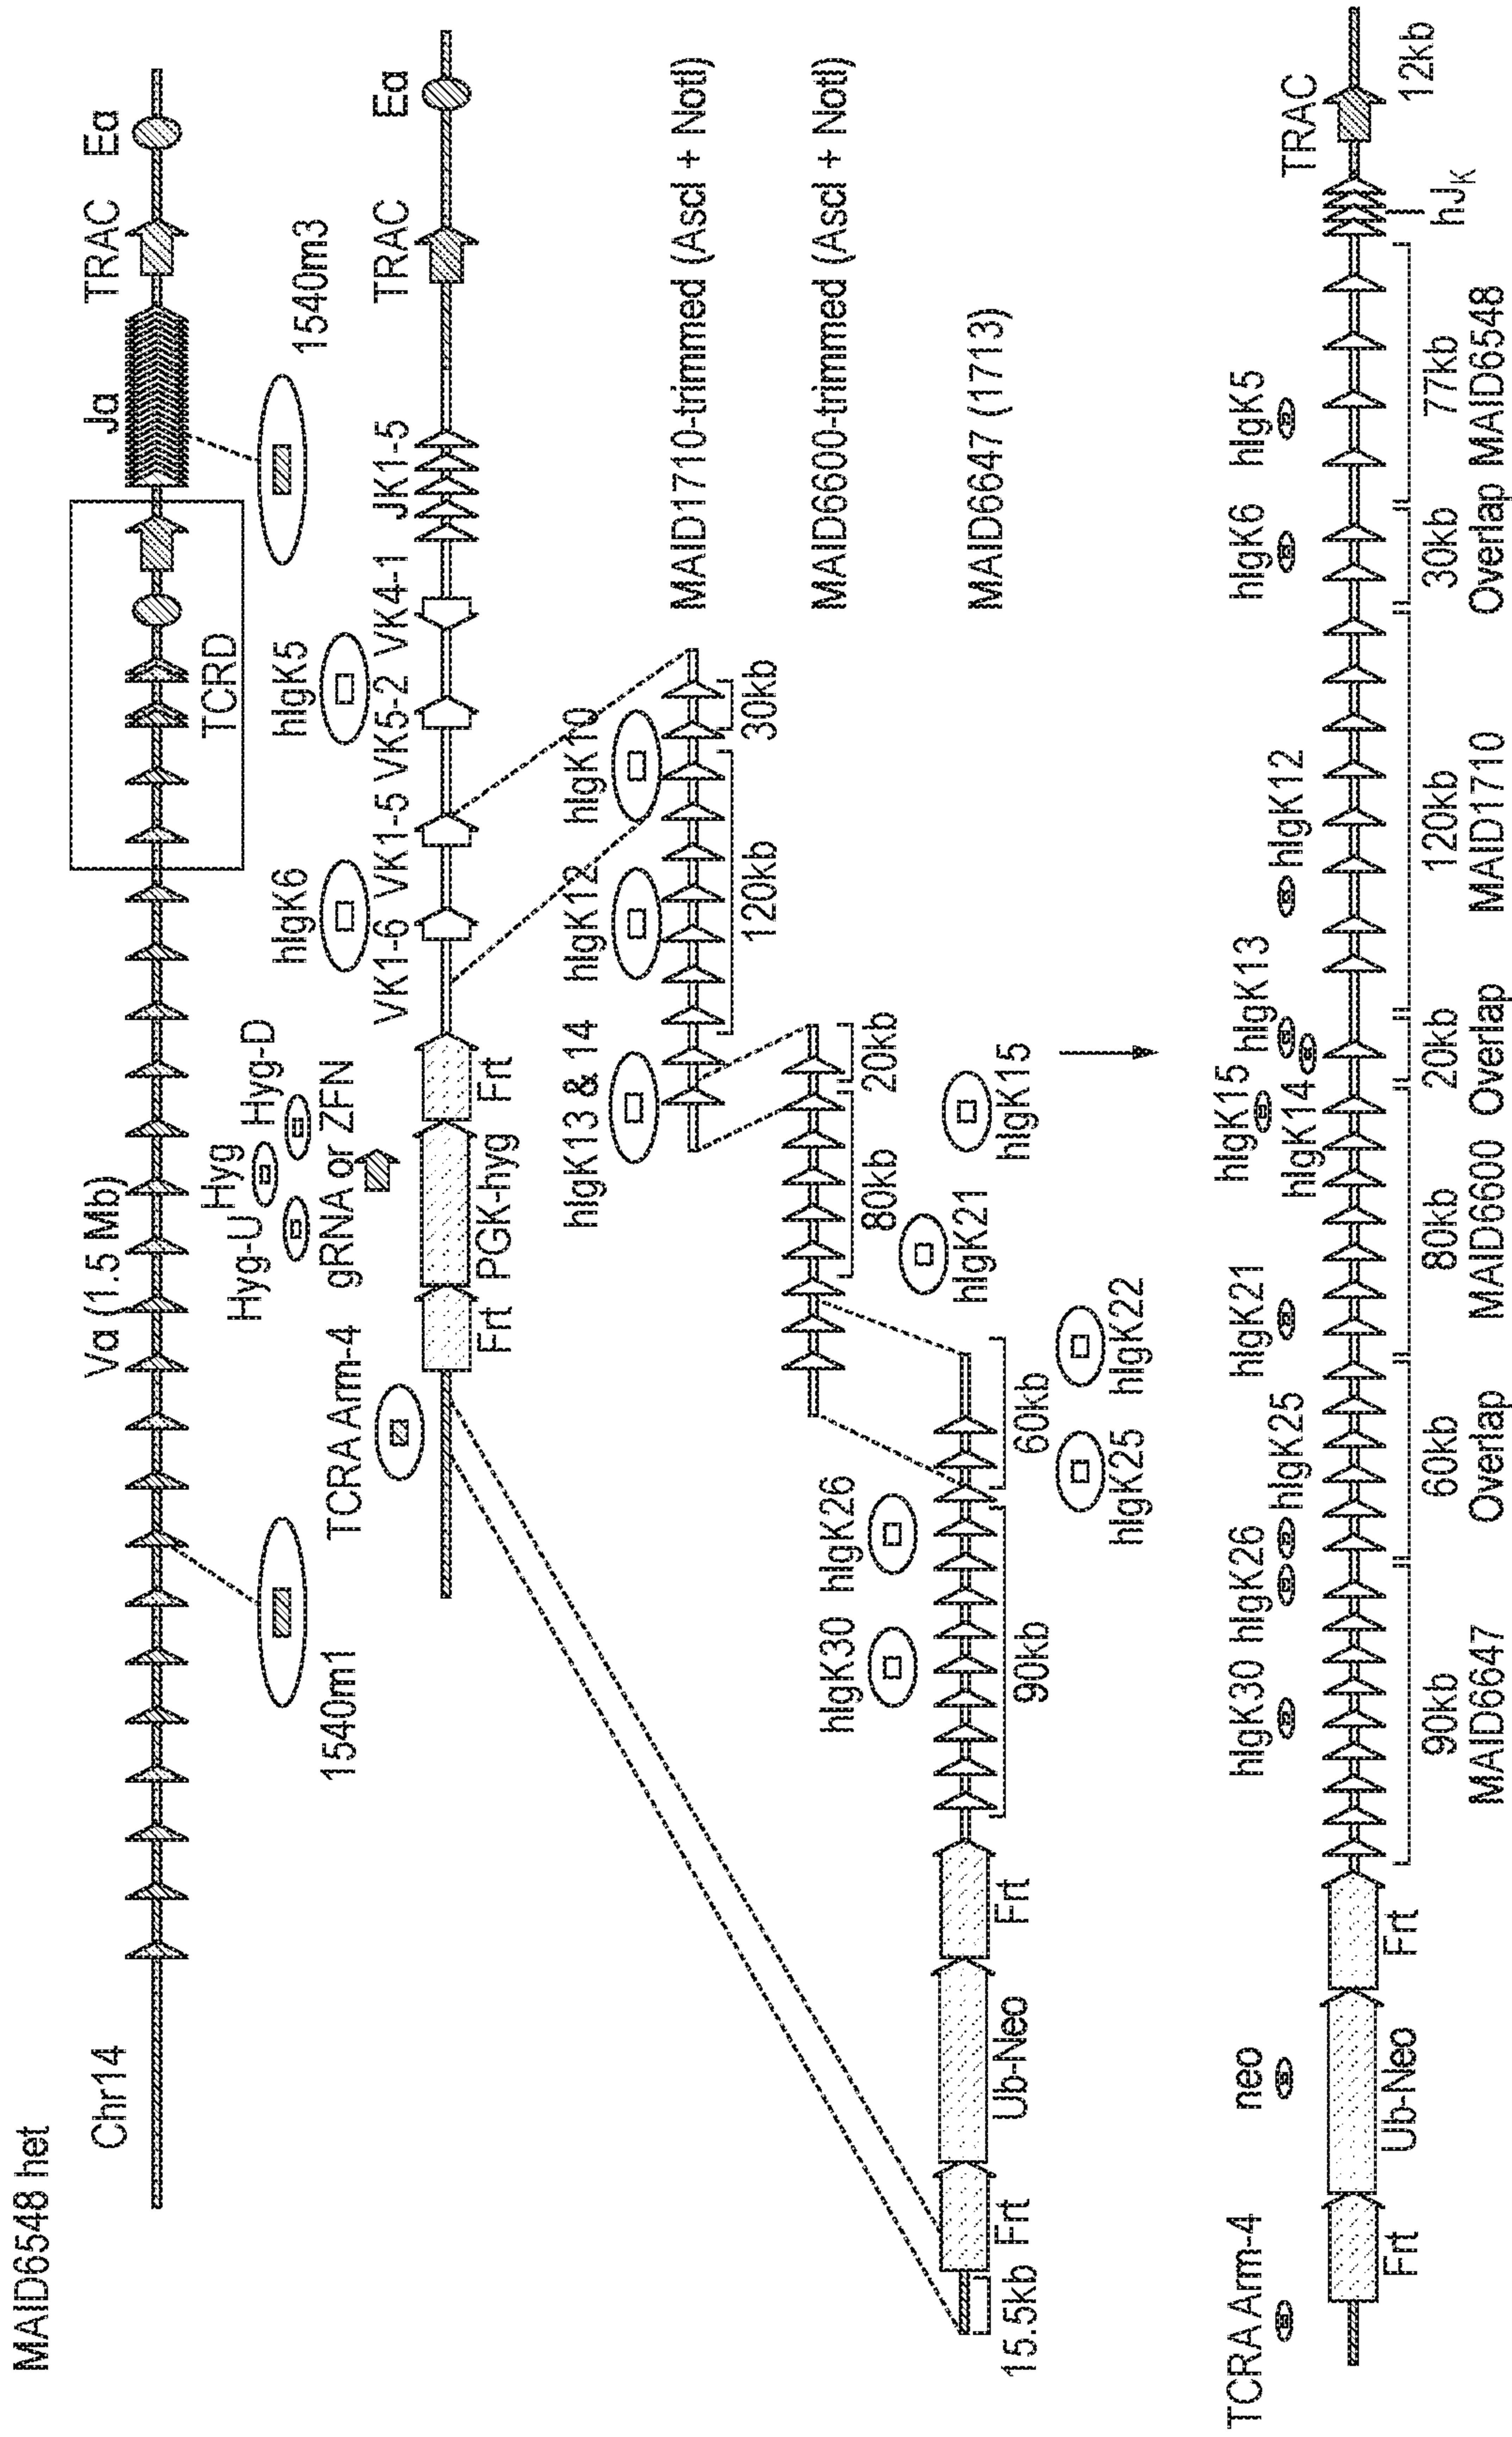 MAID6548 het
Chr14
Vα (1.5 Mb)
Jα
TRAC
Eα
TCRD
1540m1
1540m3
Hyg-U
Hyg
Hyg-D
hIgK6
hIgK5
TCRA Arm-4
gRNA or ZFN
VK1-6
VK1-5
VK5-2
VK4-1
JK1-5
TRAC
Eα
Frt
PGK-hyg
Frt
hIgK13 & 14
hIgK12
hIgK10
MAID1710-trimmed (AscI + NotI)
120kb
30kb
MAID6600-trimmed (AscI + NotI)
80kb
20kb
hIgK30
hIgK26
hIgK21
hIgK15
MAID6647 (1713)
15.5kb
Frt
Ub-Neo
Frt
90kb
60kb
hIgK25
hIgK22
TCRA Arm-4
neo
hIgK30
hIgK26
hIgK25
hIgK21
hIgK15
hIgK14
hIgK13
hIgK12
hIgK6
hIgK5
TRAC
Frt
Ub-Neo
Frt
90kb
60kb
80kb
20kb
120kb
30kb
77kb
hJK
12kb
MAID6647
Overlap
MAID6600
Overlap
MAID1710
Overlap
MAID6548